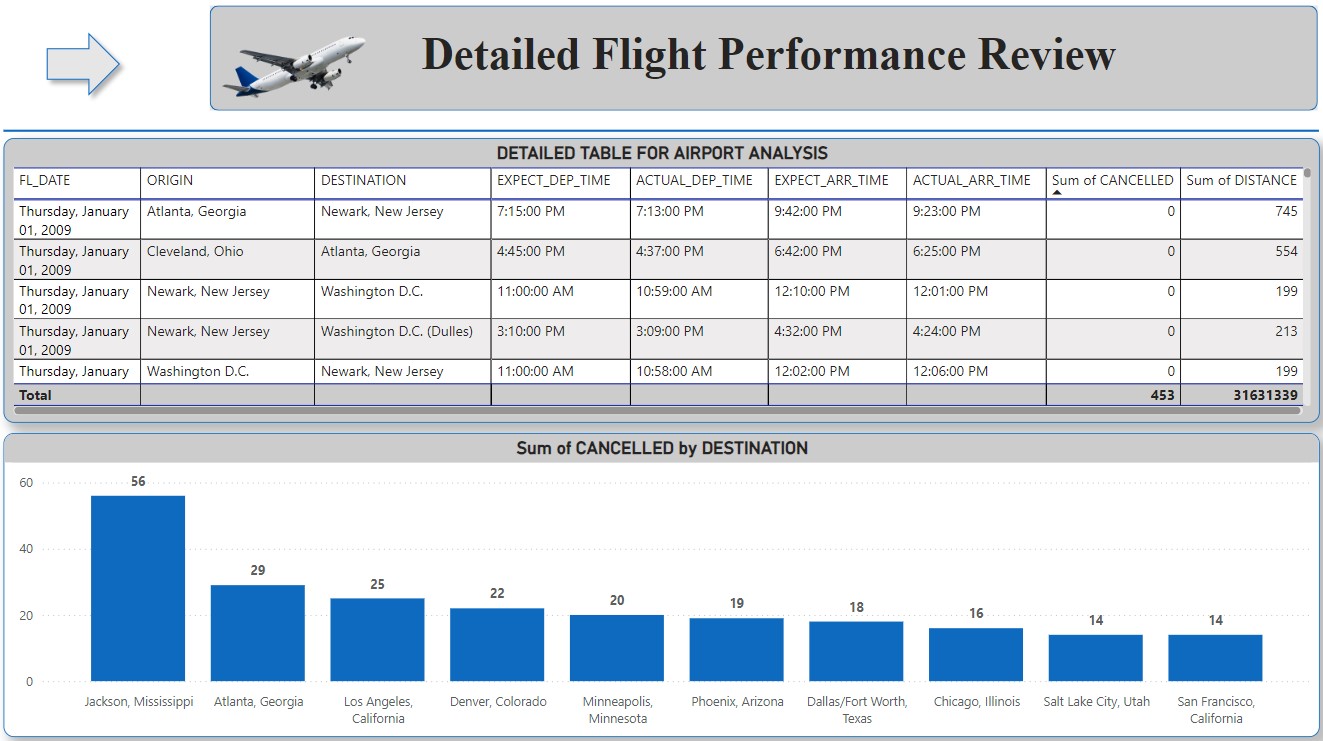 Detailed Flight Performance Review
DETAILED TABLE FOR AIRPORT ANALYSIS
FL_DATE ORIGIN DESTINATION EXPECT_DEP_TIME ACTUAL_DEP_TIME EXPECT_ARR_TIME ACTUAL_ARR_TIME Sum of CANCELLED Sum of DISTANCE
Thursday, January Atlanta, Georgia Newark, New Jersey 7:15:00 PM 7:13:00 PM 9:42:00 PM 9:23:00 PM 0 745
01, 2009
Thursday, January Cleveland, Ohio Atlanta, Georgia 4:45:00 PM 4:37:00 PM 6:42:00 PM 6:25:00 PM 0 554
01, 2009
Thursday, January Newark, New Jersey Washington D.C. 11:00:00 AM 10:59:00 AM 12:10:00 PM 12:01:00 PM 0 199
01, 2009
Thursday, January Newark, New Jersey Washington D.C. (Dulles) 3:10:00 PM 3:09:00 PM 4:32:00 PM 4:24:00 PM 0 213
01, 2009
Thursday, January Washington D.C. Newark, New Jersey 11:00:00 AM 10:58:00 AM 12:02:00 PM 12:06:00 PM 0 199
Total 453 31631339
Sum of CANCELLED by DESTINATION
60
40
20
0
56
29
25
22
20
19
18
16
14
14
Jackson, Mississippi
Atlanta, Georgia
Los Angeles,
California
Denver, Colorado
Minneapolis,
Minnesota
Phoenix, Arizona
Dallas/Fort Worth,
Texas
Chicago, Illinois
Salt Lake City, Utah
San Francisco,
California